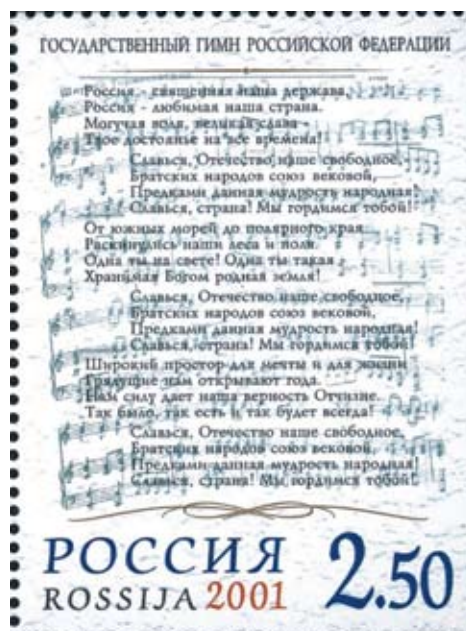 ГОСУДАРСТВЕННЫЙ ГИМН РОССИЙСКОЙ ФЕДЕРАЦИИ
Россия - священная наша держава,
Россия - любимая наша страна.
Могучая воля, великая слава -
Твое достоянье на все времена!
Славься, Отечество наше свободное,
Братских народов союз вековой,
Предками данная мудрость народная!
Славься, страна! Мы гордимся тобой!
От южных морей до полярного края
Раскинулись наши леса и поля.
Одна ты на свете! Одна ты такая -
Хранимая Богом родная земля!
Славься, Отечество наше свободное,
Братских народов союз вековой,
Предками данная мудрость народная!
Славься, страна! Мы гордимся тобой!
Широкий простор для мечты и для жизни
Грядущие нам открывают года.
Нам силу дает наша верность Отчизне.
Так было, так есть и так будет всегда!
Славься, Отечество наше свободное,
Братских народов союз вековой,
Предками данная мудрость народная!
Славься, страна! Мы гордимся тобой!
РОССИЯ
ROSSIJA 2001 2.50